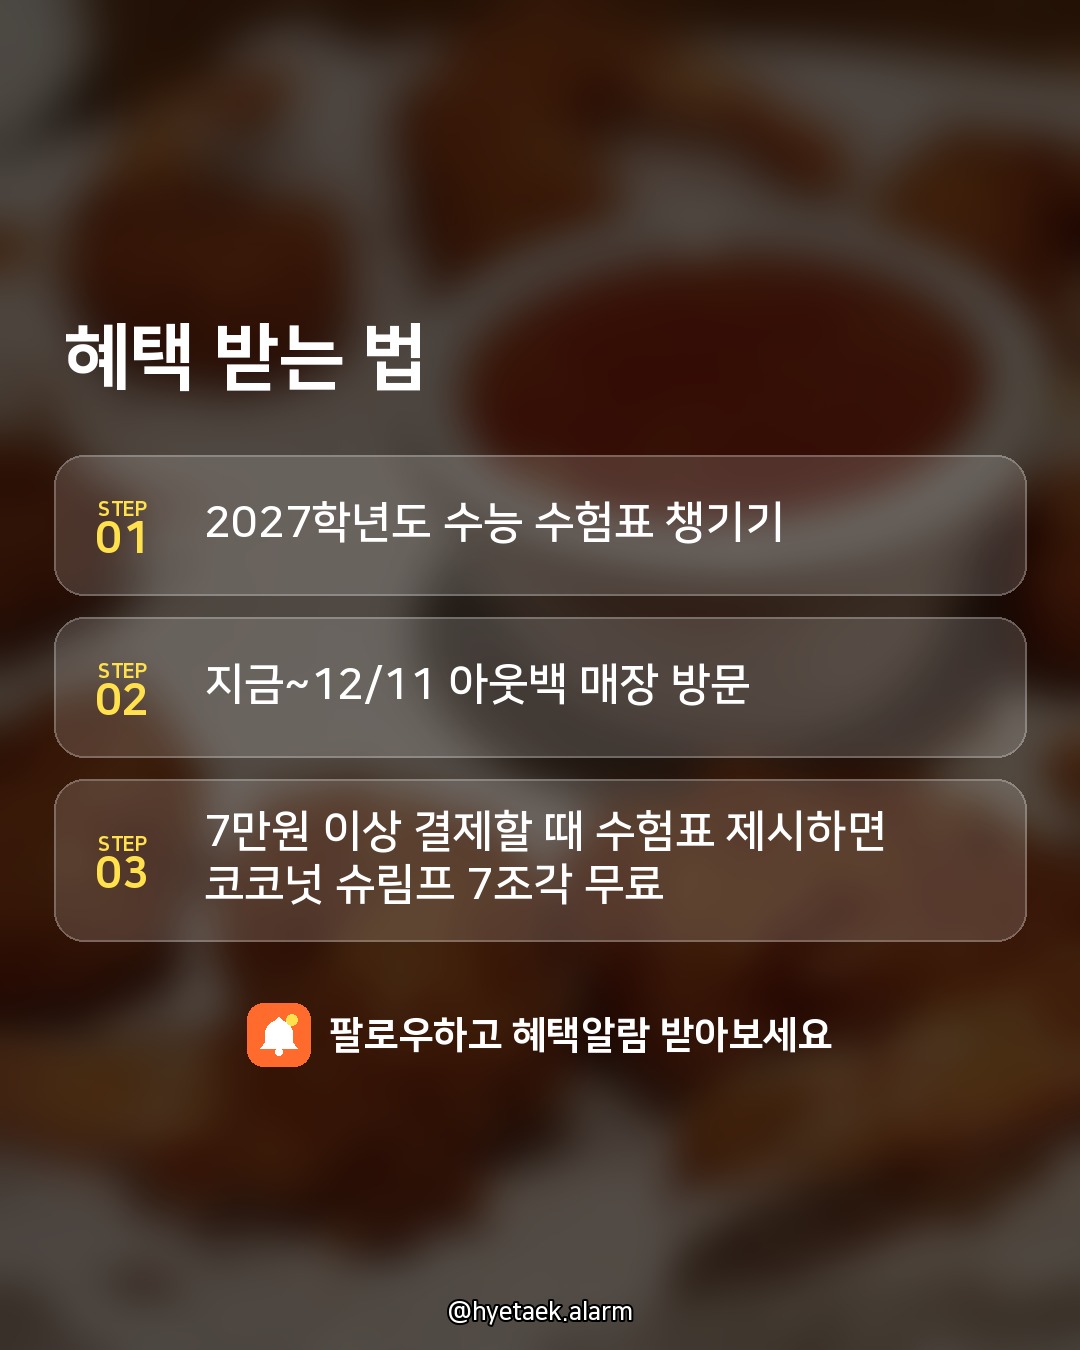 혜택 받는 법
STEP
01
2027학년도 수능 수험표 챙기기
STEP
02
지금~12/11 아웃백 매장 방문
STEP
03
7만원 이상 결제할 때 수험표 제시하면
코코넛 슈림프 7조각 무료
팔로우하고 혜택알람 받아보세요
@hyetaek.alarm